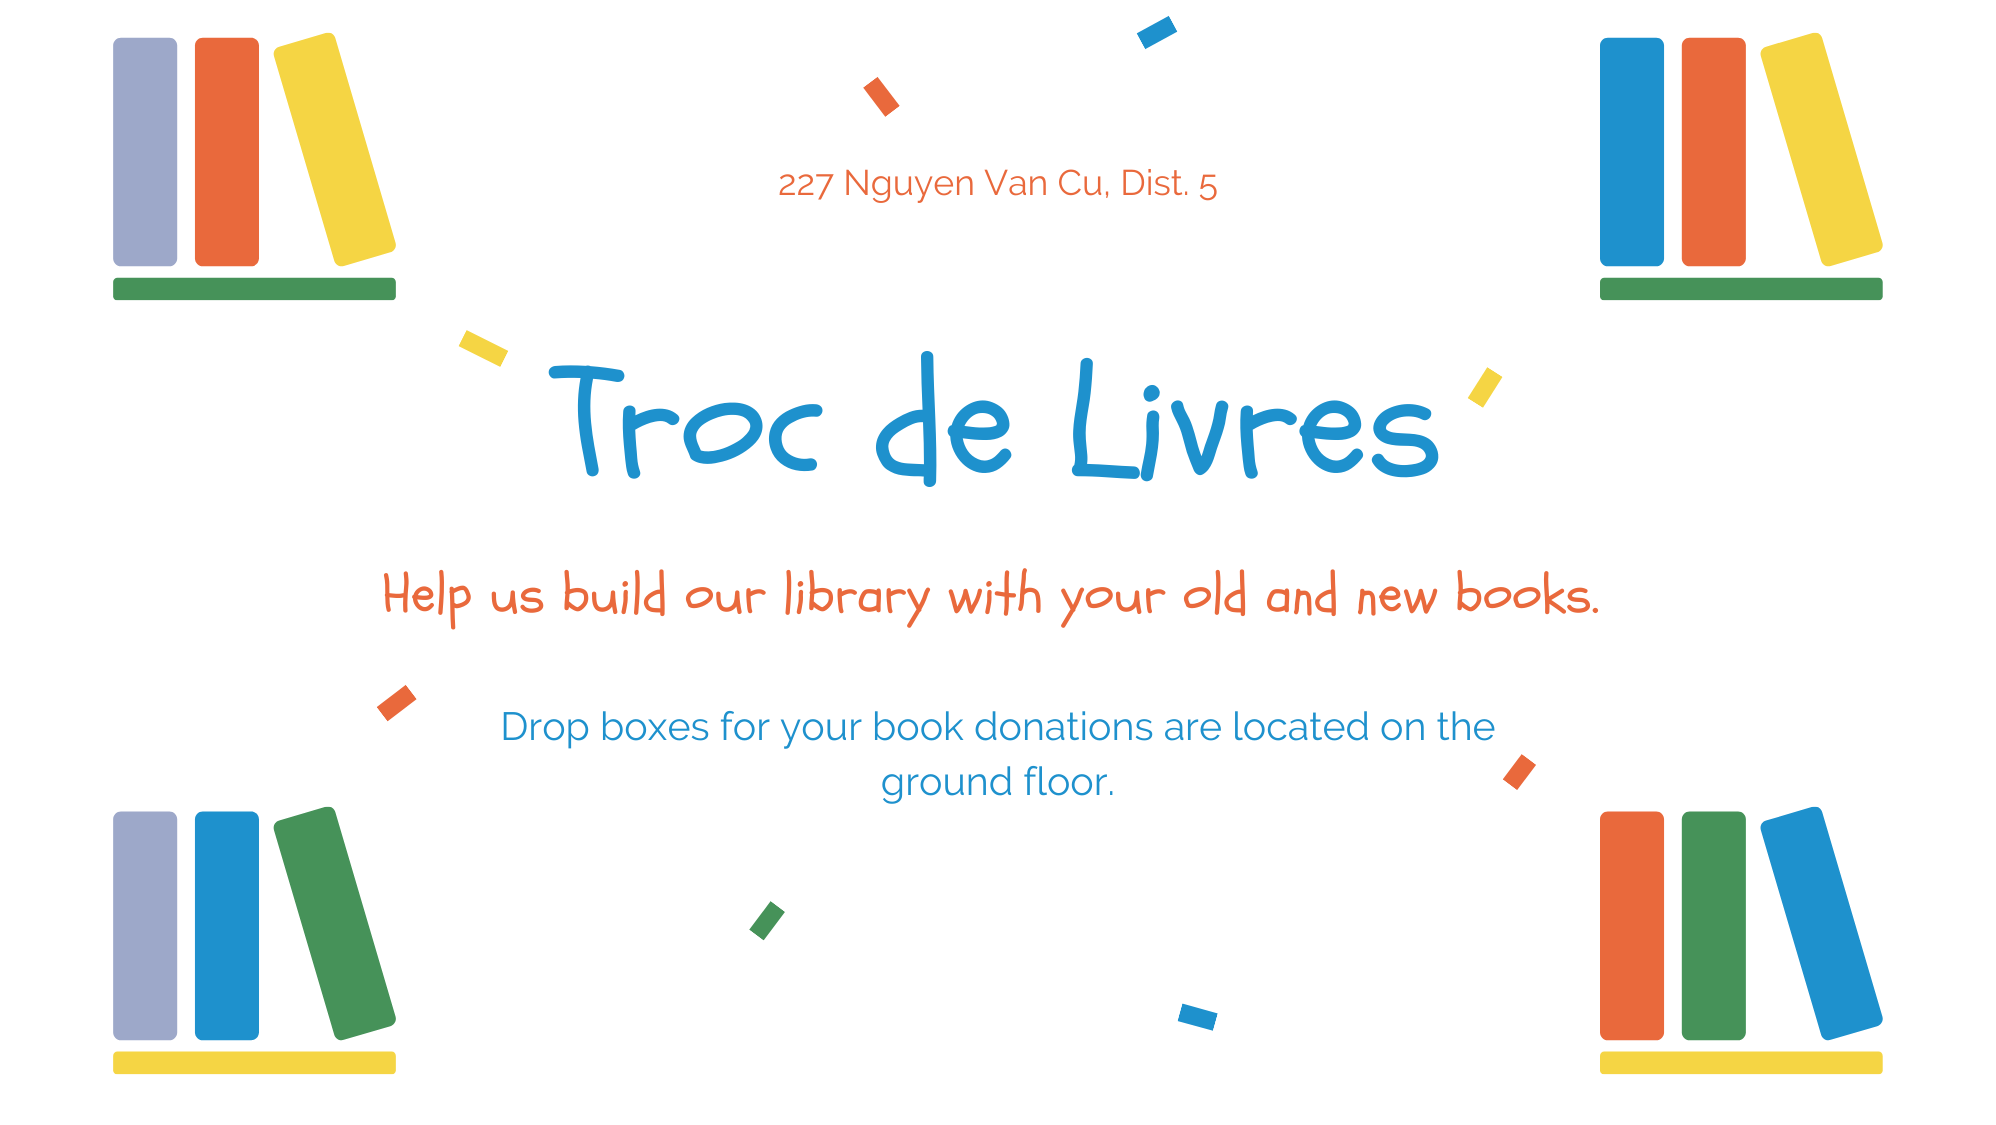 227 Nguyen Van Cu, Dist. 5
Troc de Livres
Help us build our library with your old and new books.
Drop boxes for your book donations are located on the
ground floor.